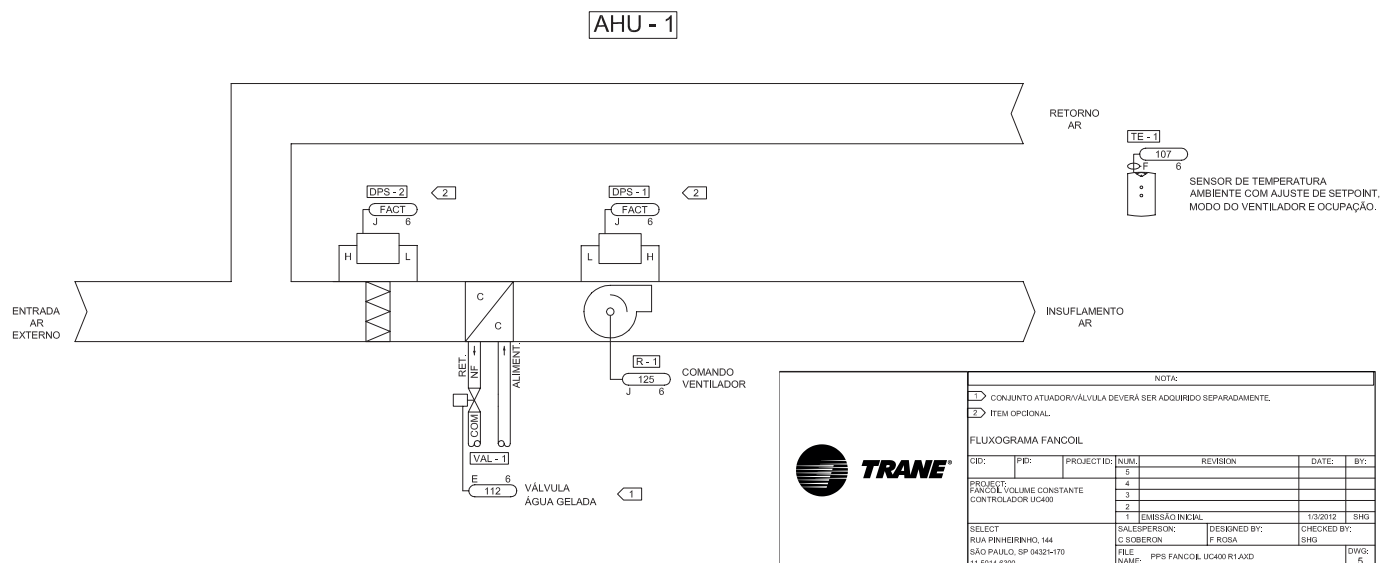 AHU - 1
RETORNO
AR
TE - 1
107
F 6
SENSOR DE TEMPERATURA
AMBIENTE COM AJUSTE DE SETPOINT,
MODO DO VENTILADOR E OCUPAÇÃO.
DPS - 2
2
FACT
J 6
H L
DPS - 1
2
FACT
J 6
L H
ENTRADA
AR
EXTERNO
C
C
INSUFLAMENTO
AR
RET.
NF
ALIMENT.
COM
R - 1
125
J 6
COMANDO
VENTILADOR
VAL - 1
E 6
112
VÁLVULA
ÁGUA GELADA
1
TRANE®
NOTA:
1 CONJUNTO ATUADOR/VÁLVULA DEVERÁ SER ADQUIRIDO SEPARADAMENTE.
2 ITEM OPCIONAL.
FLUXOGRAMA FANCOIL
CID: PID: PROJECT ID: NUM. REVISION DATE: BY:
5
4
3
2
1 EMISSÃO INICIAL 1/3/2012 SHG
PROJECT:
FANCOIL VOLUME CONSTANTE
CONTROLADOR UC400
SELECT
RUA PINHEIRINHO, 144
SÃO PAULO, SP 04321-170
SALESPERSON: DESIGNED BY: CHECKED BY:
C SOBERON F ROSA SHG
FILE
NAME: PPS FANCOIL UC400 R1.AXD
DWG:
5